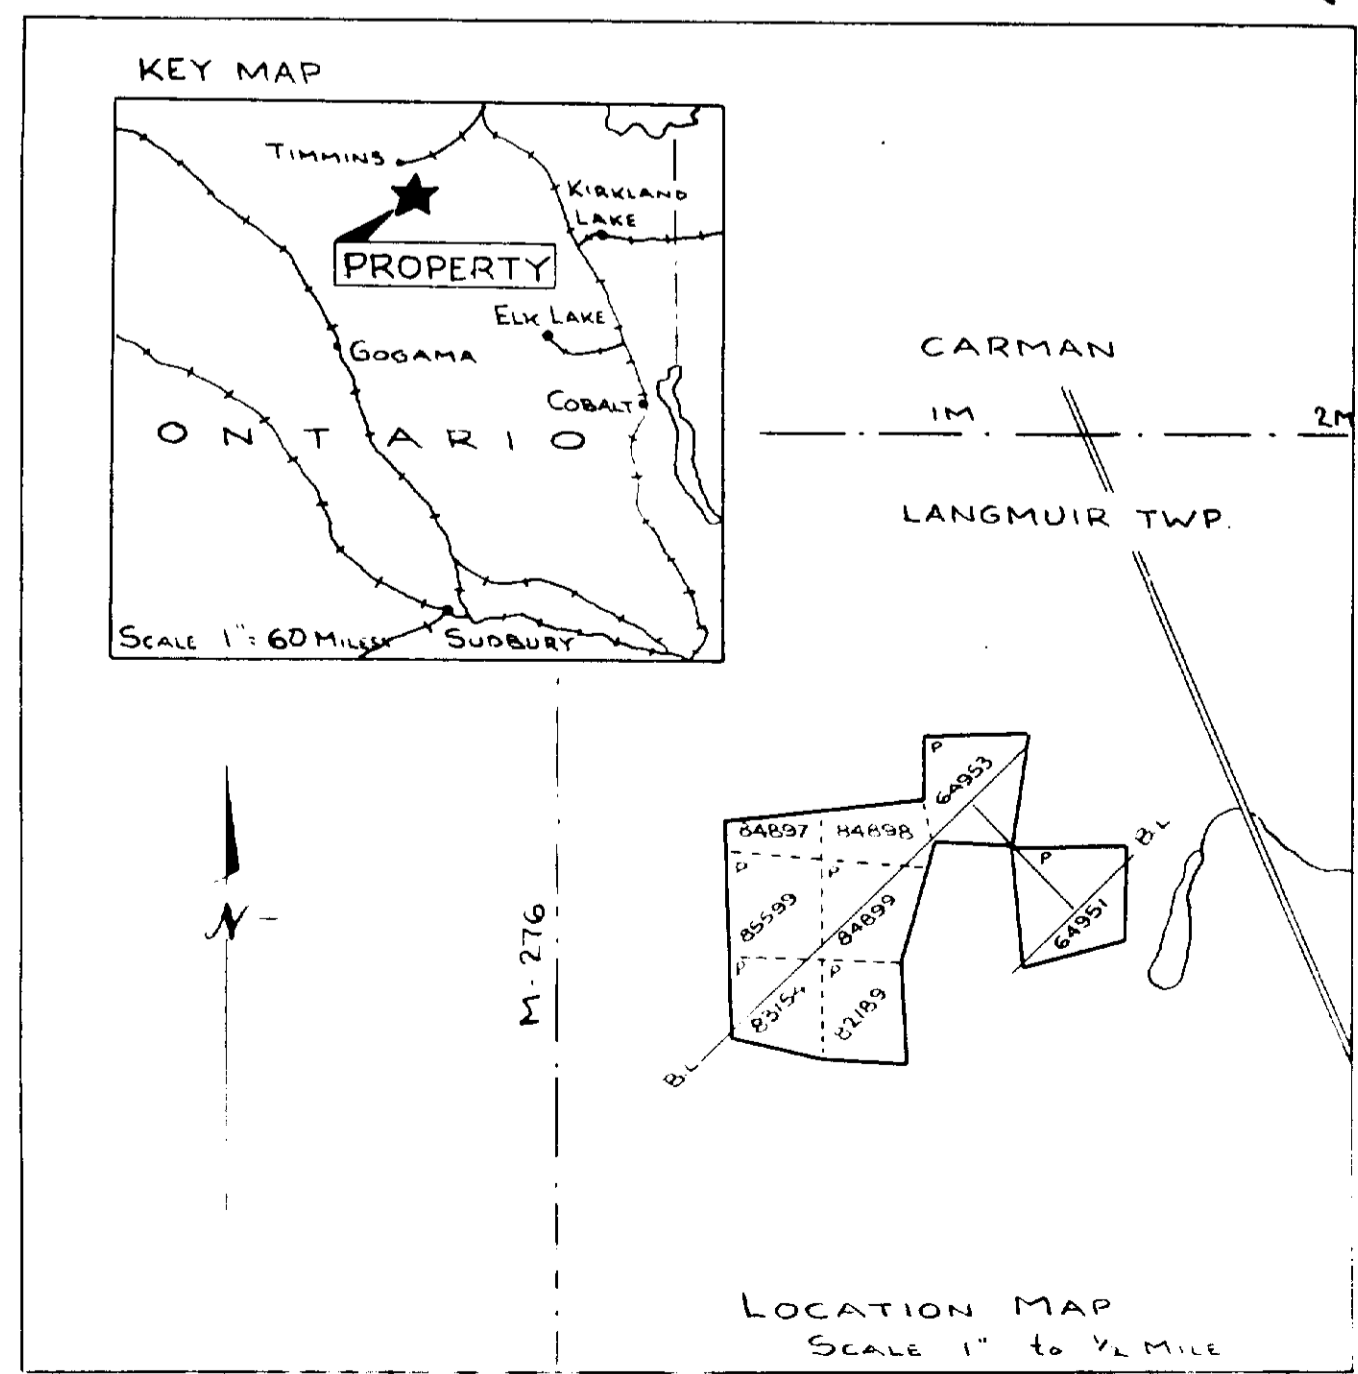 KEY MAP
TIMMINS
KIRKLAND
LAKE
PROPERTY
ELK LAKE
GOGAMA
COBALT
ONTARIO
SCALE 1" = 60 MILES
SUDBURY
CARMAN
1M
2M
LANGMUIR TWP.
P
64953
84897
84898
P
B.L
P
P
85599
84899
64951
P
P
83154
82189
B.L
N
M-276
LOCATION MAP
SCALE 1" to ½ MILE